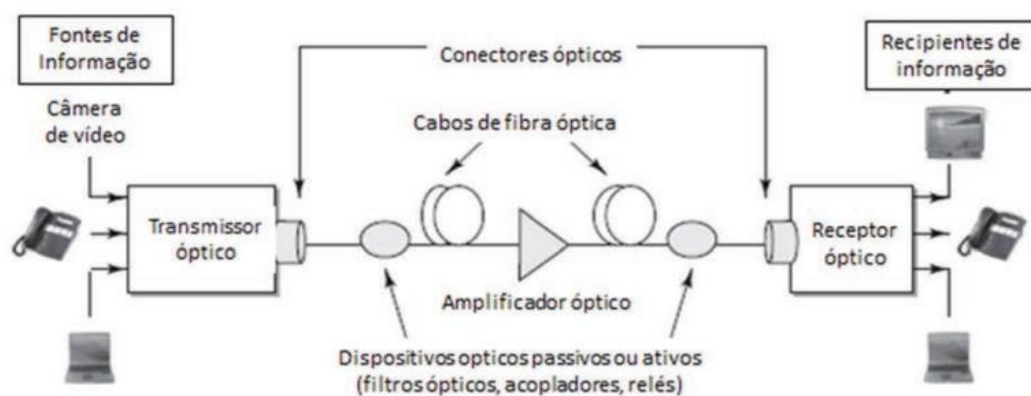 Fontes de
Informação
Câmera
de vídeo
Transmissor
óptico
Conectores ópticos
Cabos de fibra óptica
Amplificador óptico
Dispositivos opticos passivos ou ativos
(filtros ópticos, acopladores, relés)
Recipientes de
informação
Receptor
óptico